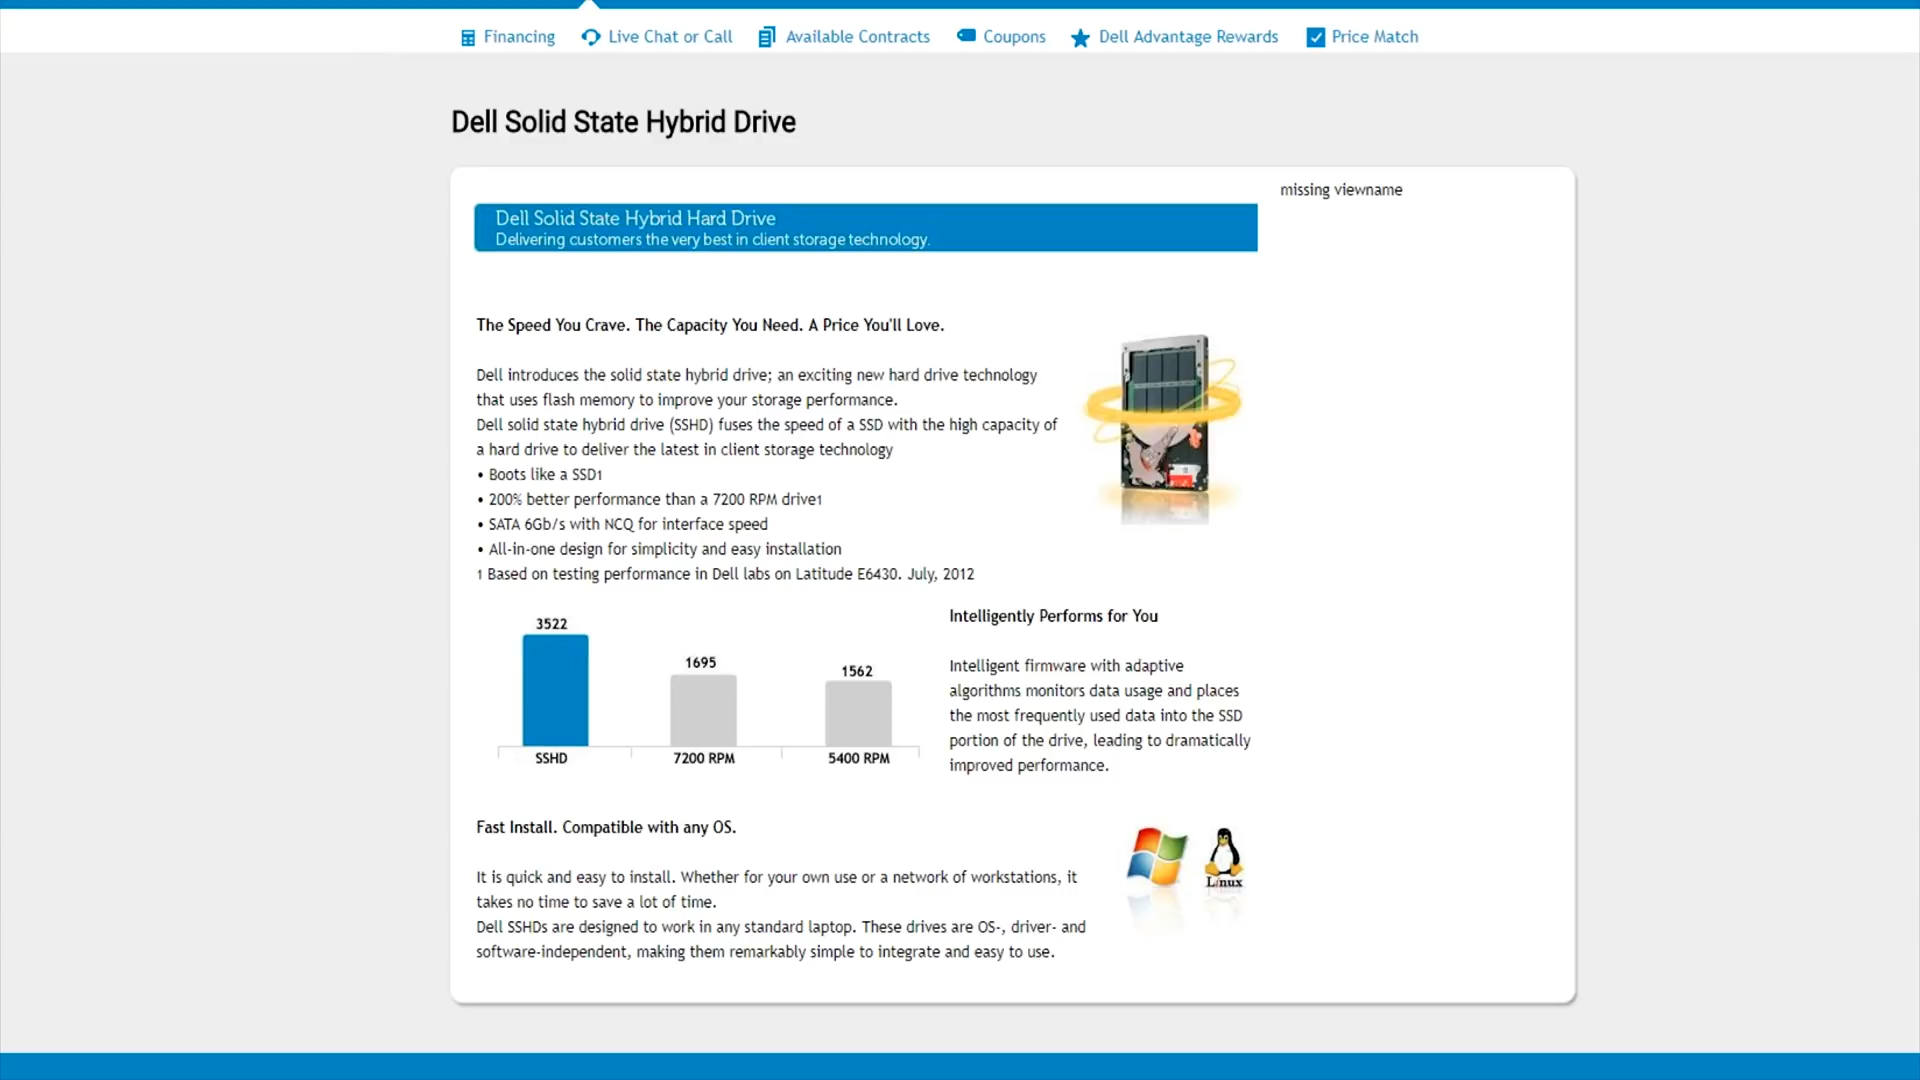 Financing Live Chat or Call Available Contracts Coupons Dell Advantage Rewards Price Match
Dell Solid State Hybrid Drive
missing viewname
Dell Solid State Hybrid Hard Drive
Delivering customers the very best in client storage technology.
The Speed You Crave. The Capacity You Need. A Price You'll Love.
Dell introduces the solid state hybrid drive; an exciting new hard drive technology
that uses flash memory to improve your storage performance.
Dell solid state hybrid drive (SSHD) fuses the speed of a SSD with the high capacity of
a hard drive to deliver the latest in client storage technology
• Boots like a SSD1
• 200% better performance than a 7200 RPM drive1
• SATA 6Gb/s with NCQ for interface speed
• All-in-one design for simplicity and easy installation
1 Based on testing performance in Dell labs on Latitude E6430. July, 2012
3522
1695
1562
SSHD
7200 RPM
5400 RPM
Intelligently Performs for You
Intelligent firmware with adaptive
algorithms monitors data usage and places
the most frequently used data into the SSD
portion of the drive, leading to dramatically
improved performance.
Fast Install. Compatible with any OS.
It is quick and easy to install. Whether for your own use or a network of workstations, it
takes no time to save a lot of time.
Dell SSHDs are designed to work in any standard laptop. These drives are OS-, driver- and
software-independent, making them remarkably simple to integrate and easy to use.
Linux